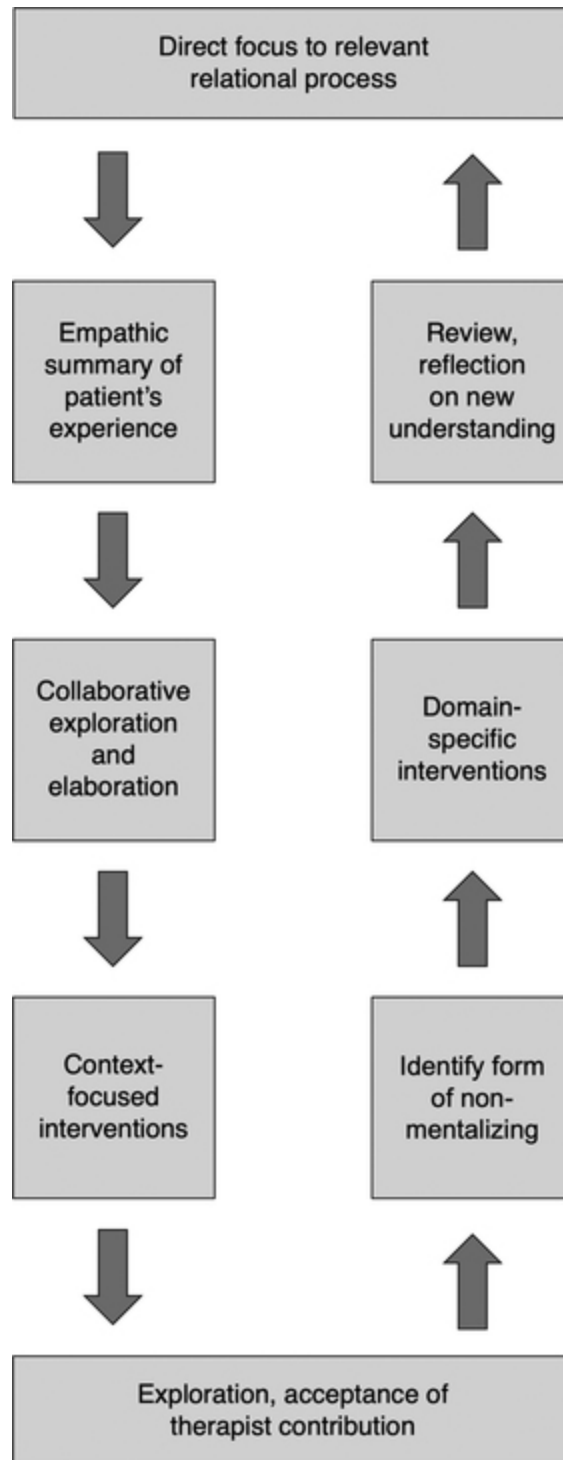 Direct focus to relevant
relational process
Empathic
summary of
patient's
experience
Collaborative
exploration
and
elaboration
Context-
focused
interventions
Exploration, acceptance of
therapist contribution
Identify form
of non-
mentalizing
Domain-
specific
interventions
Review,
reflection
on new
understanding